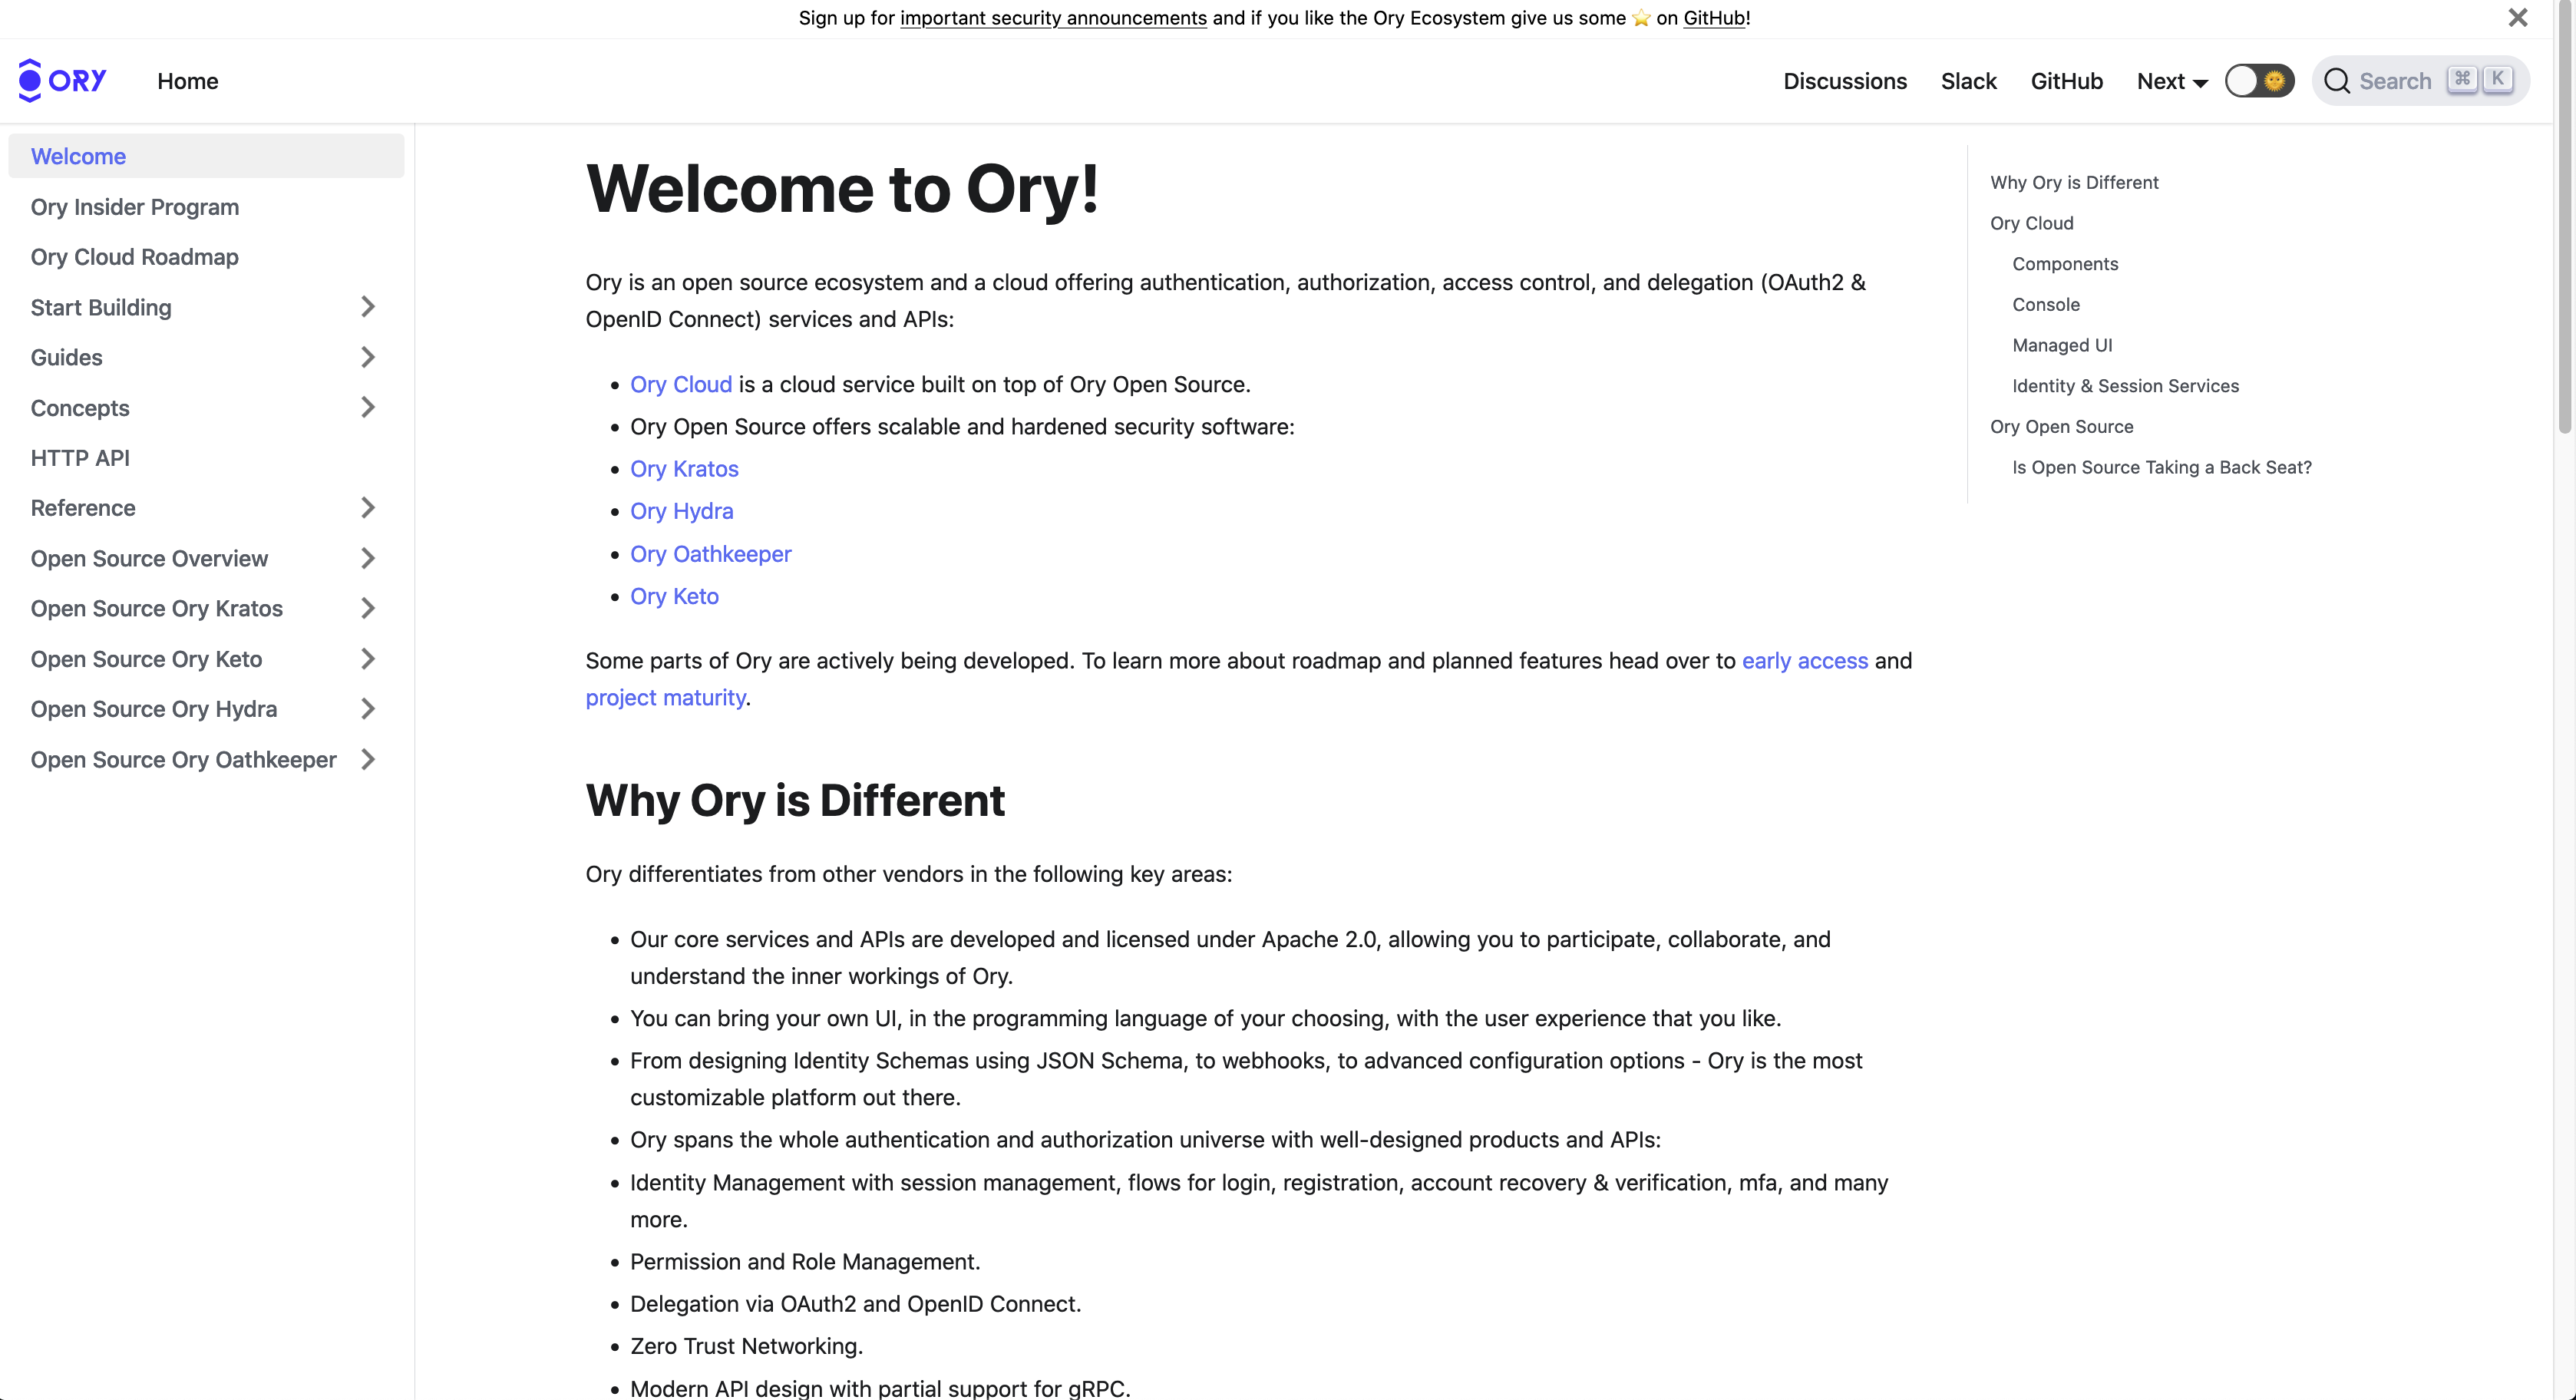 Sign up for important security announcements and if you like the Ory Ecosystem give us some ⭐ on GitHub!
ORY
Home
Discussions
Slack
GitHub
Next
Search
⌘ K
Welcome
Ory Insider Program
Ory Cloud Roadmap
Start Building
Guides
Concepts
HTTP API
Reference
Open Source Overview
Open Source Ory Kratos
Open Source Ory Keto
Open Source Ory Hydra
Open Source Ory Oathkeeper
Welcome to Ory!
Ory is an open source ecosystem and a cloud offering authentication, authorization, access control, and delegation (OAuth2 &
OpenID Connect) services and APIs:
• Ory Cloud is a cloud service built on top of Ory Open Source.
• Ory Open Source offers scalable and hardened security software:
• Ory Kratos
• Ory Hydra
• Ory Oathkeeper
• Ory Keto
Some parts of Ory are actively being developed. To learn more about roadmap and planned features head over to early access and
project maturity.
Why Ory is Different
Ory differentiates from other vendors in the following key areas:
• Our core services and APIs are developed and licensed under Apache 2.0, allowing you to participate, collaborate, and
understand the inner workings of Ory.
• You can bring your own UI, in the programming language of your choosing, with the user experience that you like.
• From designing Identity Schemas using JSON Schema, to webhooks, to advanced configuration options - Ory is the most
customizable platform out there.
• Ory spans the whole authentication and authorization universe with well-designed products and APIs:
• Identity Management with session management, flows for login, registration, account recovery & verification, mfa, and many
more.
• Permission and Role Management.
• Delegation via OAuth2 and OpenID Connect.
• Zero Trust Networking.
• Modern API design with partial support for gRPC.
Why Ory is Different
Ory Cloud
Components
Console
Managed UI
Identity & Session Services
Ory Open Source
Is Open Source Taking a Back Seat?